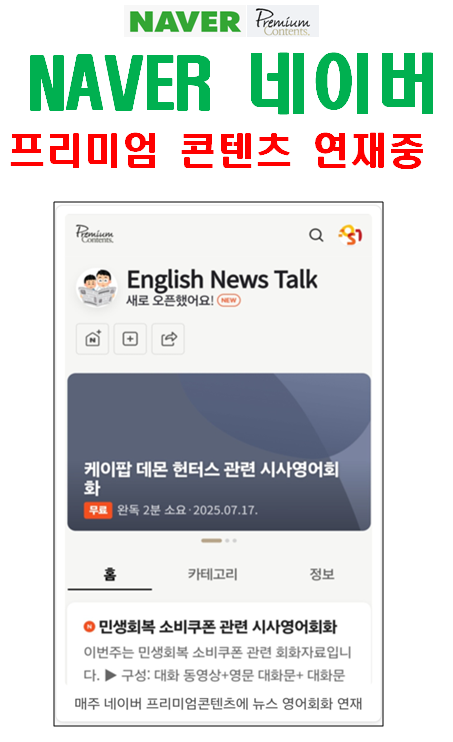 NAVER Premium Contents
NAVER 네이버
프리미엄 콘텐츠 연재중
Premium Contents
English News Talk
새로 오픈했어요! NEW
케이팝 데몬 헌터스 관련 시사영어회
화
무료 완독 2분 소요·2025.07.17.
홈 카테고리 정보
N 민생회복 소비쿠폰 관련 시사영어회화
이번주는 민생회복 소비쿠폰 관련 회화자료입니
다. ▶ 구성: 대화 동영상+영문 대화문+ 대화문
매주 네이버 프리미엄콘텐츠에 뉴스 영어회화 연재